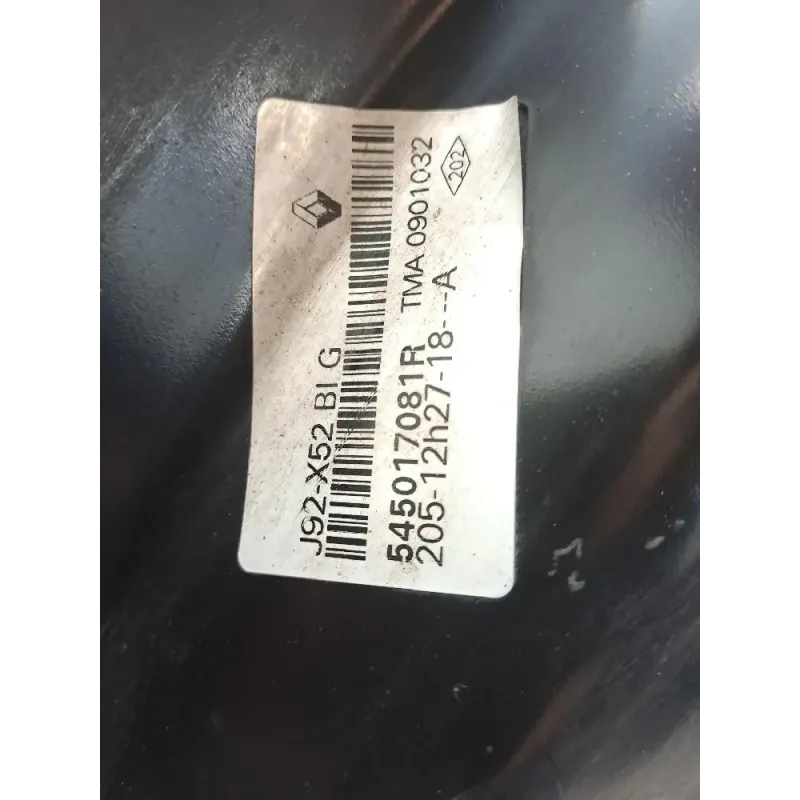 J92-X52 BI G
545017081R TMA 0901032
205-12h27-18---A
202